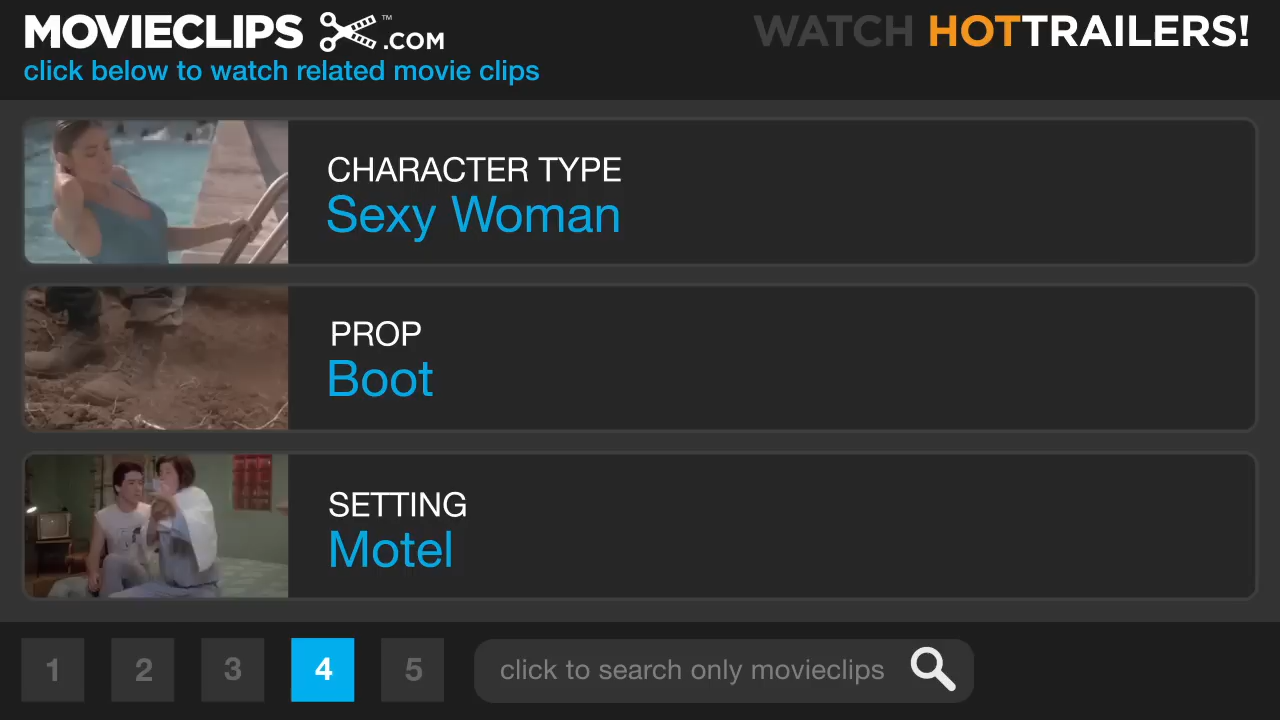 MOVIECLIPS .COM
™
WATCH HOTTRAILERS!
click below to watch related movie clips
CHARACTER TYPE
Sexy Woman
PROP
Boot
SETTING
Motel
1 2 3 4 5
click to search only movieclips